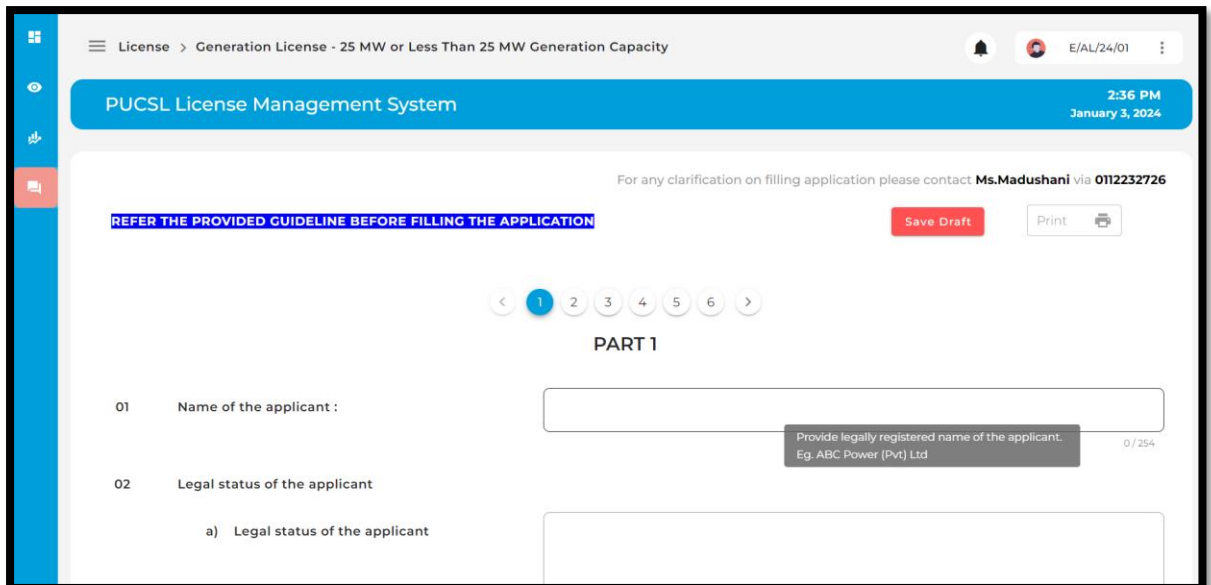 License > Generation License - 25 MW or Less Than 25 MW Generation Capacity
E/AL/24/01
PUCSL License Management System
2:36 PM
January 3, 2024
For any clarification on filling application please contact Ms.Madushani via 0112232726
REFER THE PROVIDED GUIDELINE BEFORE FILLING THE APPLICATION
Save Draft
Print
< 1 2 3 4 5 6 >
PART 1
01 Name of the applicant :
Provide legally registered name of the applicant.
Eg. ABC Power (Pvt) Ltd
0 / 254
02 Legal status of the applicant
a) Legal status of the applicant